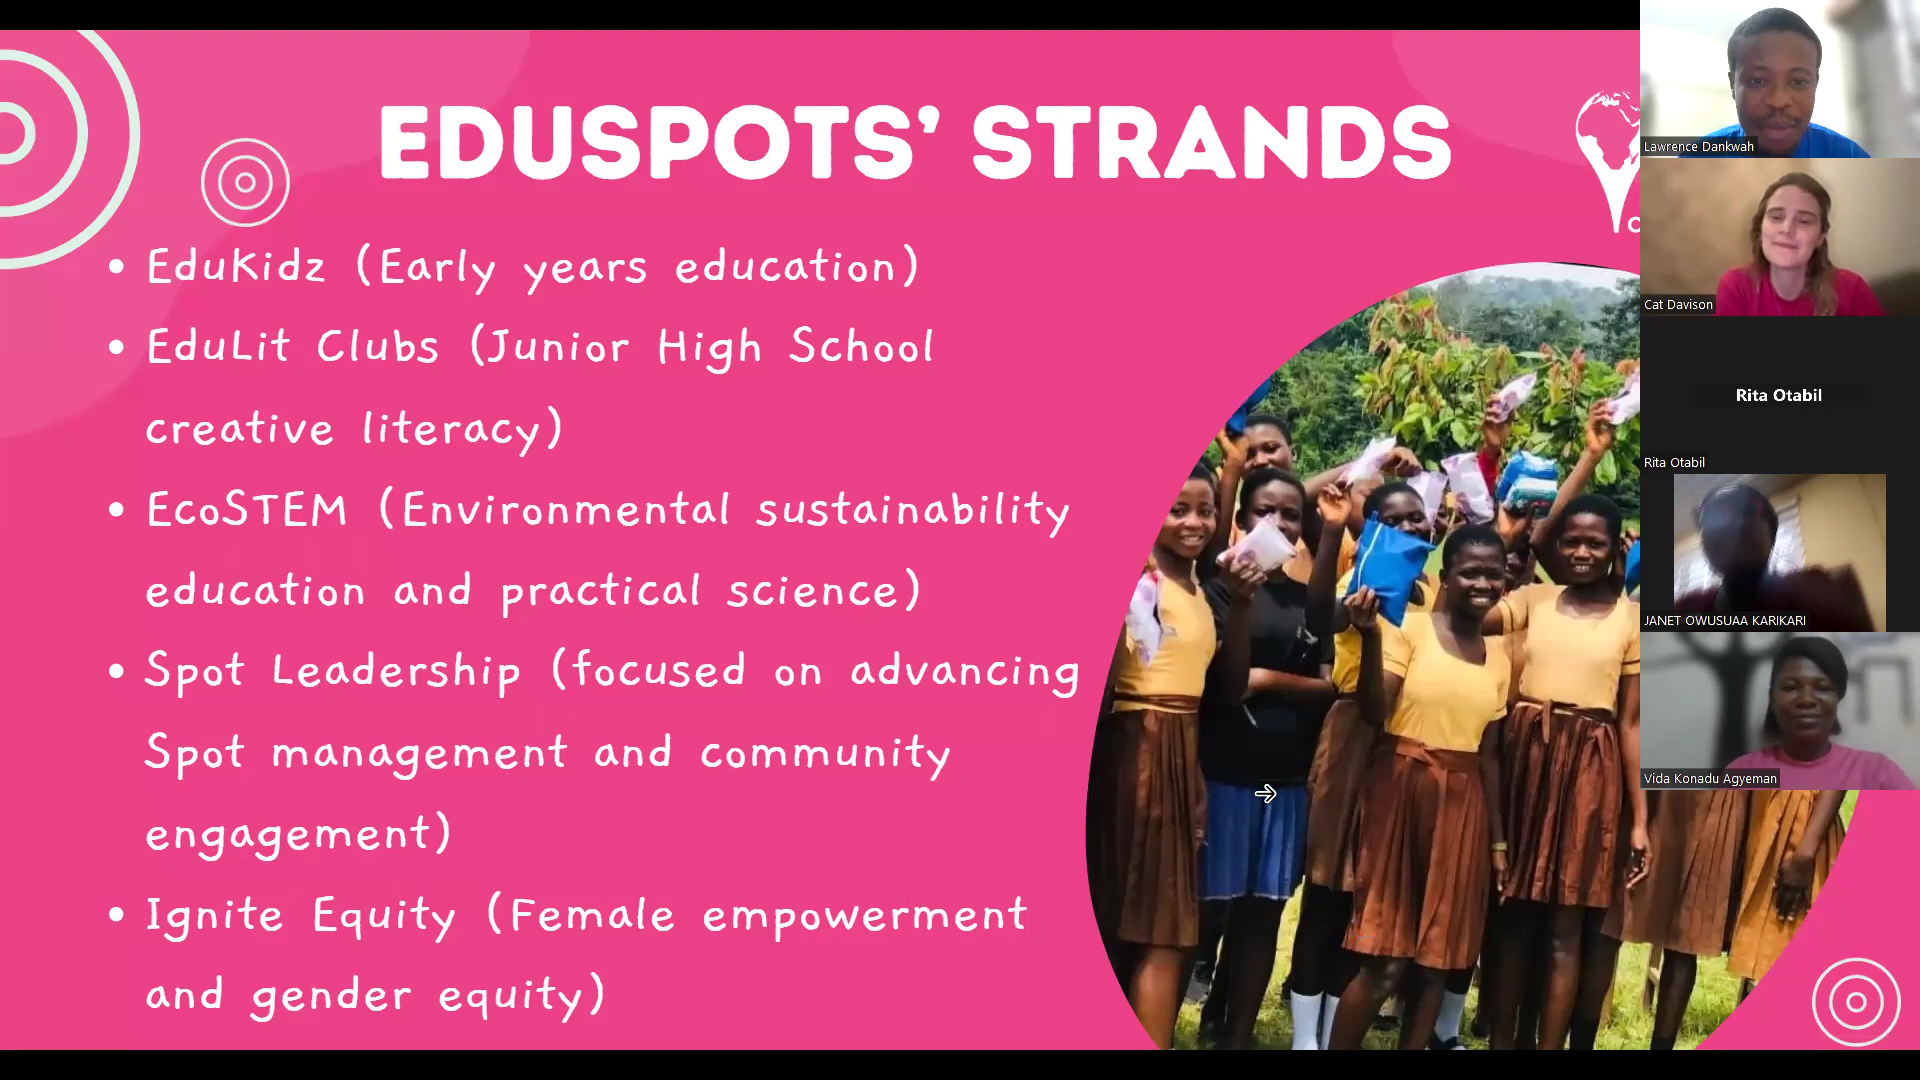 EDUSPOTS' STRANDS
• EduKidz (Early years education)
• EduLit Clubs (Junior High School
creative literacy)
• EcoSTEM (Environmental sustainability
education and practical science)
• Spot Leadership (focused on advancing
Spot management and community
engagement)
• Ignite Equity (Female empowerment
and gender equity)
Lawrence Dankwah
Cat Davison
Rita Otabil
Rita Otabil
JANET OWUSUAA KARIKARI
Vida Konadu Agyeman